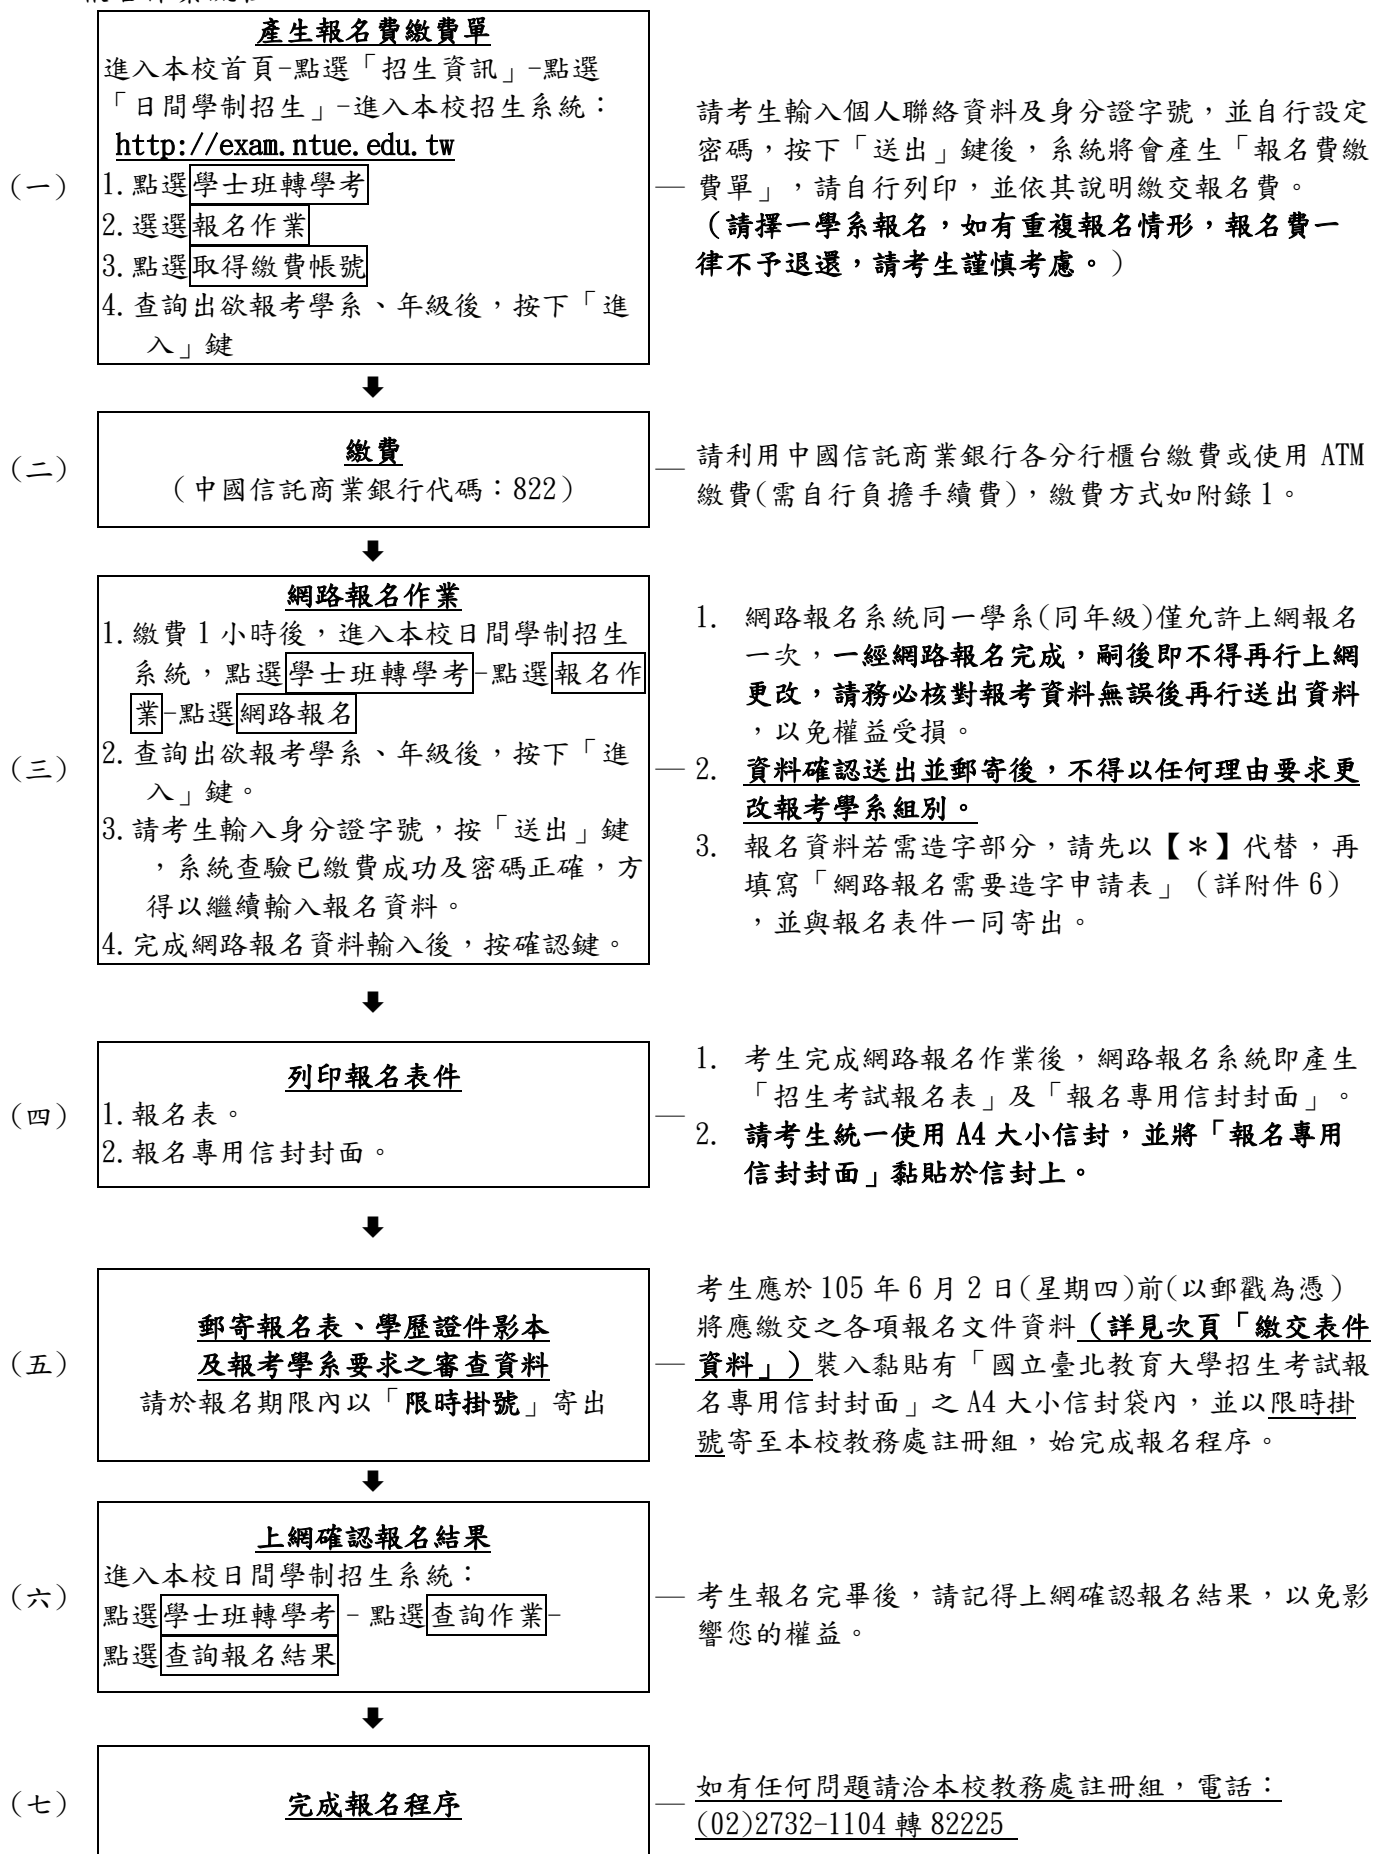 產生報名費繳費單
進入本校首頁-點選「招生資訊」-點選
「日間學制招生」-進入本校招生系統：
http://exam.ntue.edu.tw
(一)
1.點選學士班轉學考
2.選選報名作業
3.點選取得繳費帳號
4.查詢出欲報考學系、年級後，按下「進
入」鍵
請考生輸入個人聯絡資料及身分證字號，並自行設定
密碼，按下「送出」鍵後，系統將會產生「報名費繳
— 費單」，請自行列印，並依其說明繳交報名費。
（請擇一學系報名，如有重複報名情形，報名費一
律不予退還，請考生謹慎考慮。）
(二)
繳費
（中國信託商業銀行代碼：822）
— 請利用中國信託商業銀行各分行櫃台繳費或使用 ATM
繳費(需自行負擔手續費)，繳費方式如附錄 1。
(三)
網路報名作業
1.繳費 1 小時後，進入本校日間學制招生
系統，點選學士班轉學考-點選報名作
業-點選網路報名
2.查詢出欲報考學系、年級後，按下「進
入」鍵。
3.請考生輸入身分證字號，按「送出」鍵
，系統查驗已繳費成功及密碼正確，方
得以繼續輸入報名資料。
4.完成網路報名資料輸入後，按確認鍵。
1. 網路報名系統同一學系(同年級)僅允許上網報名
一次，一經網路報名完成，嗣後即不得再行上網
更改，請務必核對報考資料無誤後再行送出資料
，以免權益受損。
— 2. 資料確認送出並郵寄後，不得以任何理由要求更
改報考學系組別。
3. 報名資料若需造字部分，請先以【＊】代替，再
填寫「網路報名需要造字申請表」（詳附件 6）
，並與報名表件一同寄出。
(四)
列印報名表件
1.報名表。
2.報名專用信封封面。
1. 考生完成網路報名作業後，網路報名系統即產生
「招生考試報名表」及「報名專用信封封面」。
— 2. 請考生統一使用 A4 大小信封，並將「報名專用
信封封面」黏貼於信封上。
(五)
郵寄報名表、學歷證件影本
及報考學系要求之審查資料
請於報名期限內以「限時掛號」寄出
考生應於 105 年 6 月 2 日(星期四)前(以郵戳為憑)
將應繳交之各項報名文件資料（詳見次頁「繳交表件
— 資料」）裝入黏貼有「國立臺北教育大學招生考試報
名專用信封封面」之 A4 大小信封袋內，並以限時掛
號寄至本校教務處註冊組，始完成報名程序。
(六)
上網確認報名結果
進入本校日間學制招生系統：
點選學士班轉學考 - 點選查詢作業-
點選查詢報名結果
— 考生報名完畢後，請記得上網確認報名結果，以免影
響您的權益。
(七)
完成報名程序
— 如有任何問題請洽本校教務處註冊組，電話：
(02)2732-1104 轉 82225